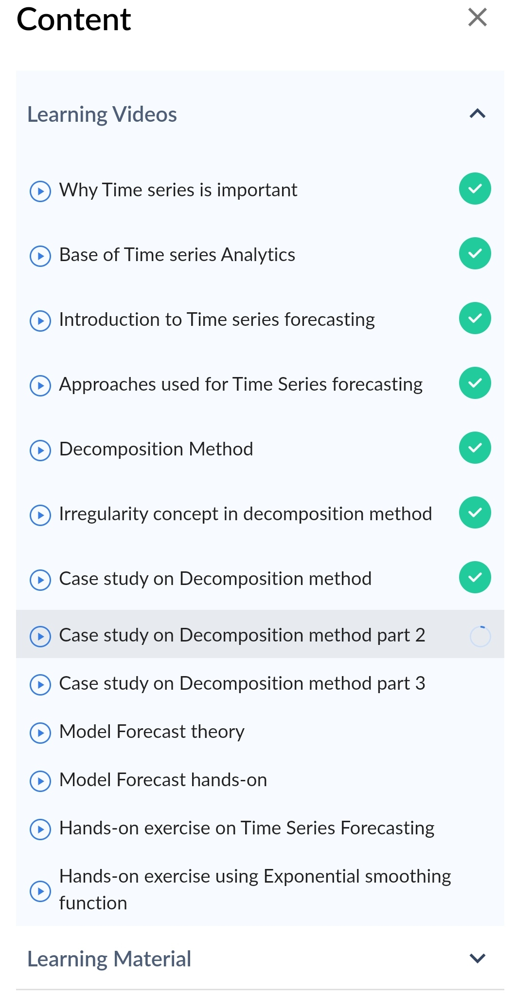 Content
Learning Videos
Why Time series is important
Base of Time series Analytics
Introduction to Time series forecasting
Approaches used for Time Series forecasting
Decomposition Method
Irregularity concept in decomposition method
Case study on Decomposition method
Case study on Decomposition method part 2
Case study on Decomposition method part 3
Model Forecast theory
Model Forecast hands-on
Hands-on exercise on Time Series Forecasting
Hands-on exercise using Exponential smoothing
function
Learning Material